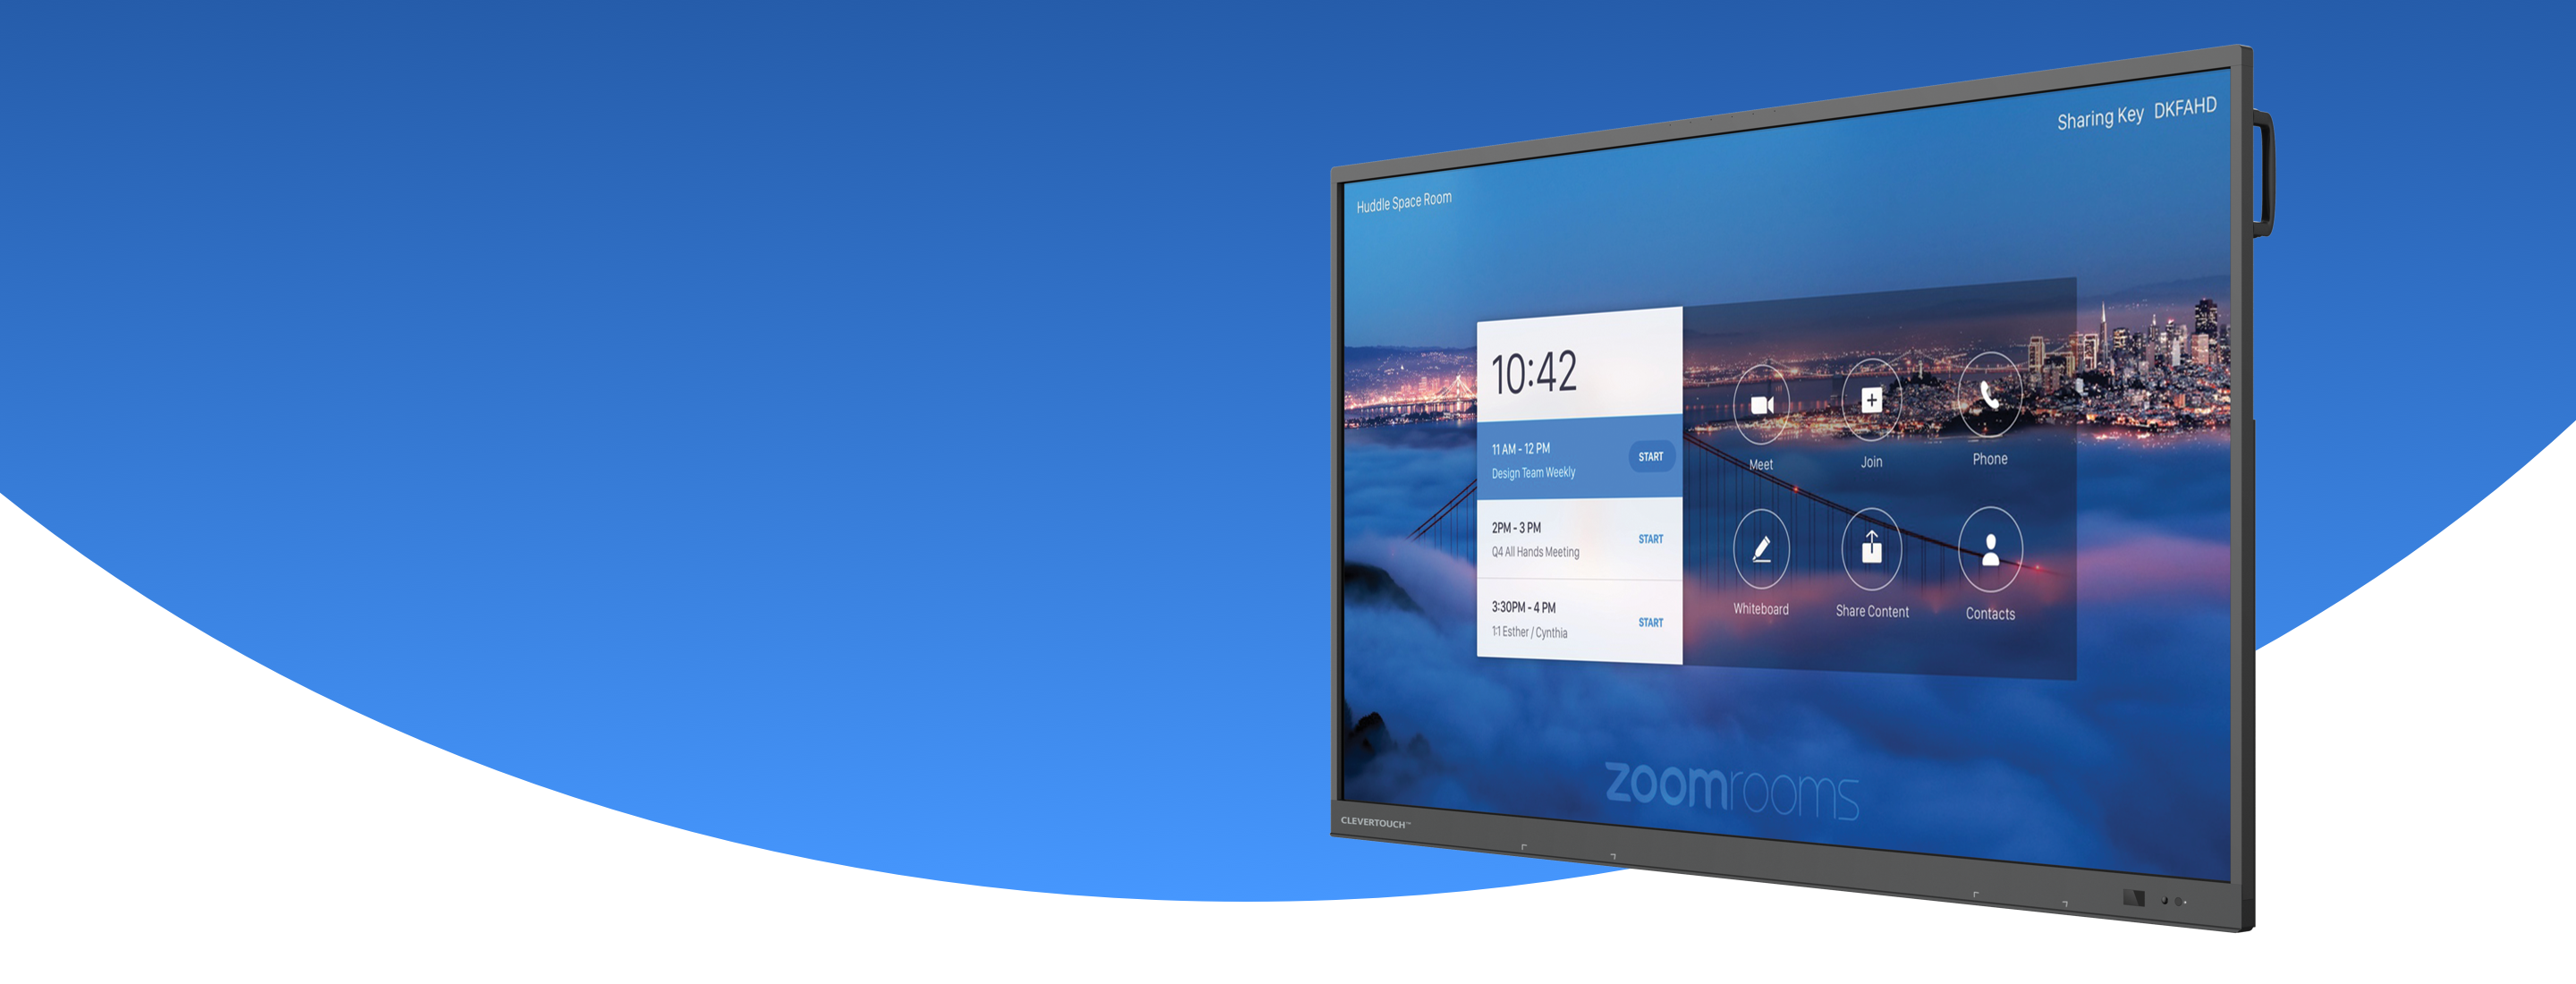 Sharing Key DKFAHD
Huddle Space Room
10:42
11 AM - 12 PM
Design Team Weekly
START
2PM - 3 PM
Q4 All Hands Meeting
START
3:30PM - 4 PM
1:1 Esther / Cynthia
START
Meet
Join
Phone
Whiteboard
Share Content
Contacts
zoomrooms
CLEVERTOUCH™